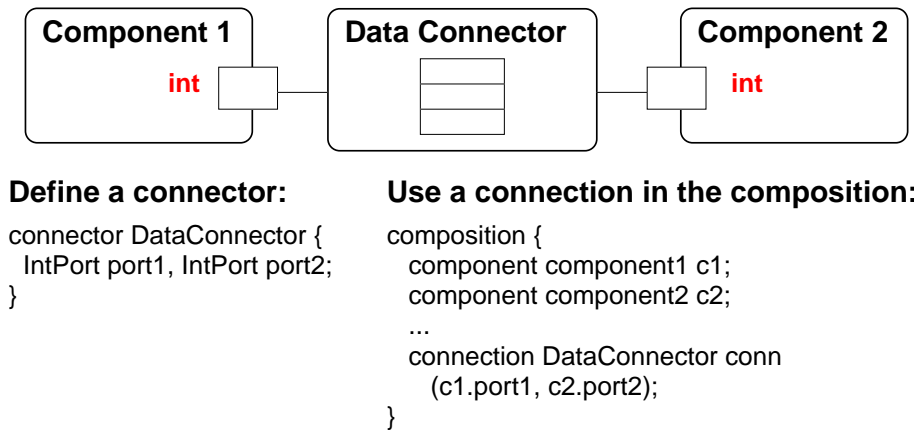 Component 1
Data Connector
Component 2
int
int
Define a connector:
connector DataConnector {
IntPort port1, IntPort port2;
}
Use a connection in the composition:
composition {
component component1 c1;
component component2 c2;
...
connection DataConnector conn
(c1.port1, c2.port2);
}